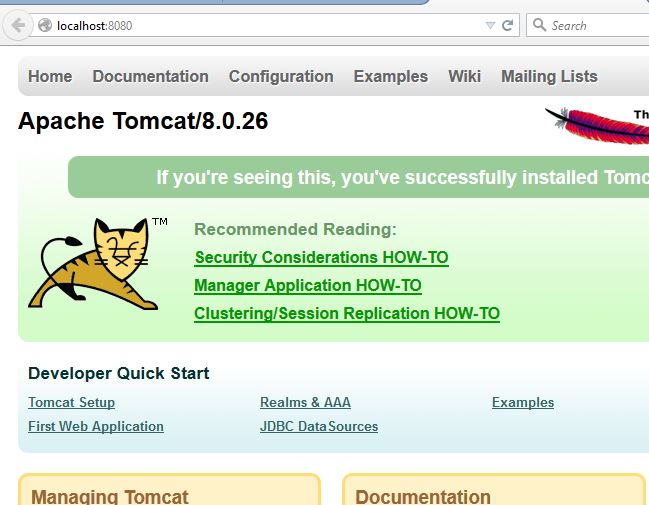 localhost:8080
Search
Home Documentation Configuration Examples Wiki Mailing Lists
Apache Tomcat/8.0.26
If you're seeing this, you've successfully installed
TM
Recommended Reading:
Security Considerations HOW-TO
Manager Application HOW-TO
Clustering/Session Replication HOW-TO
Developer Quick Start
Tomcat Setup Realms & AAA Examples
First Web Application JDBC DataSources
Managing Tomcat Documentation